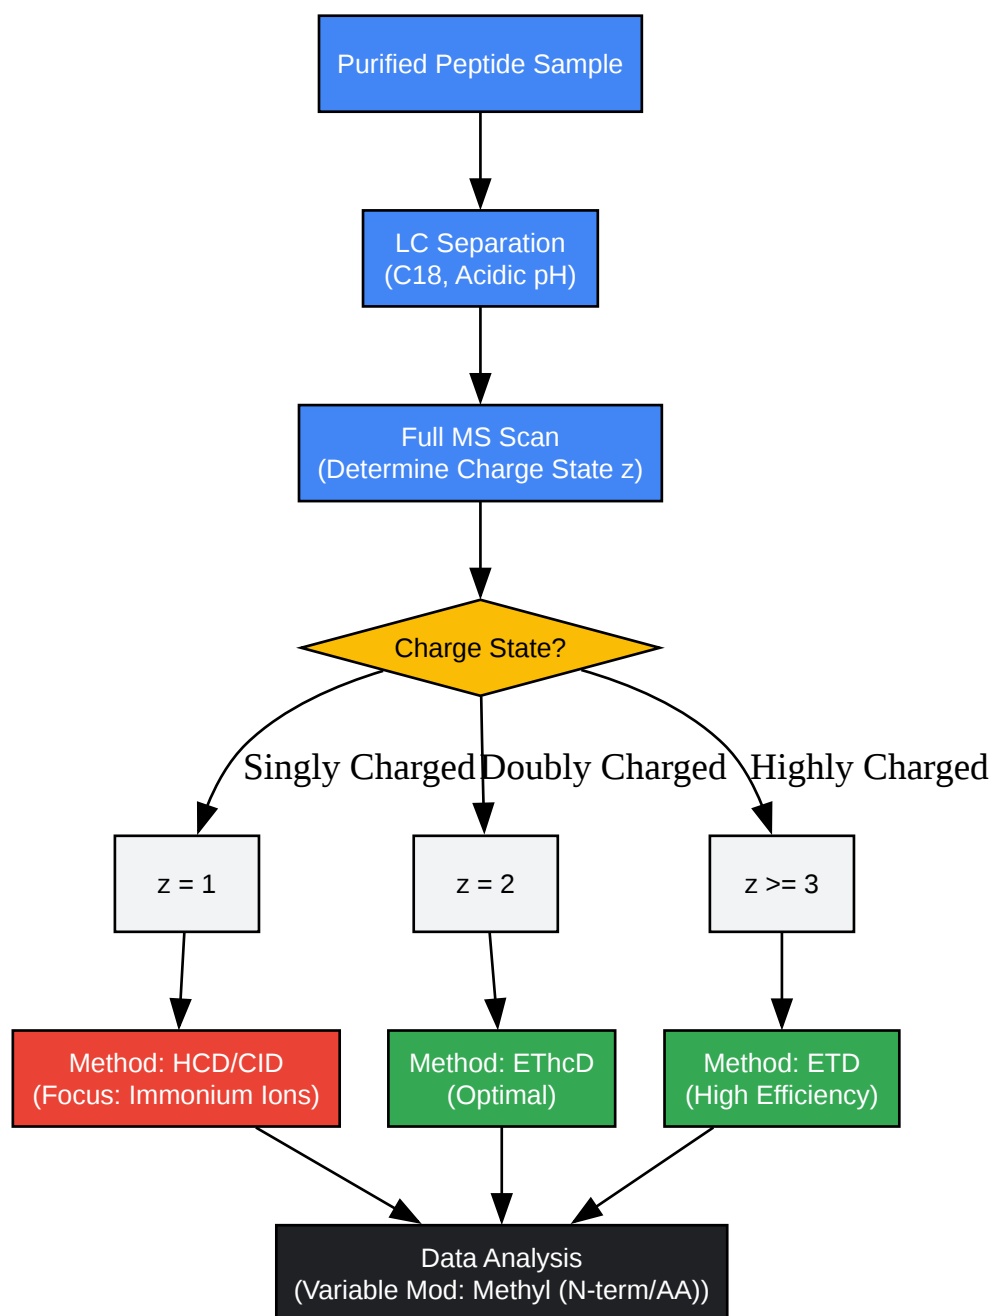 Purified Peptide Sample
LC Separation
(C18, Acidic pH)
Full MS Scan
(Determine Charge State z)
Charge State?
Singly Charged
Doubly Charged
Highly Charged
z = 1
z = 2
z >= 3
Method: HCD/CID
(Focus: Immonium Ions)
Method: EThcD
(Optimal)
Method: ETD
(High Efficiency)
Data Analysis
(Variable Mod: Methyl (N-term/AA))